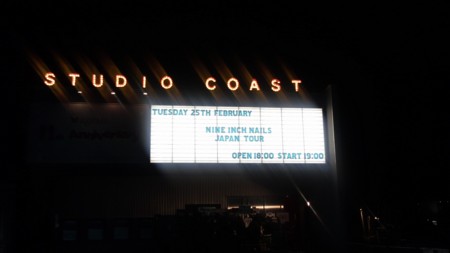 STUDIO COAST
TUESDAY 25TH FEBRUARY
NINE INCH NAILS
JAPAN TOUR
OPEN 18:00 START 19:00